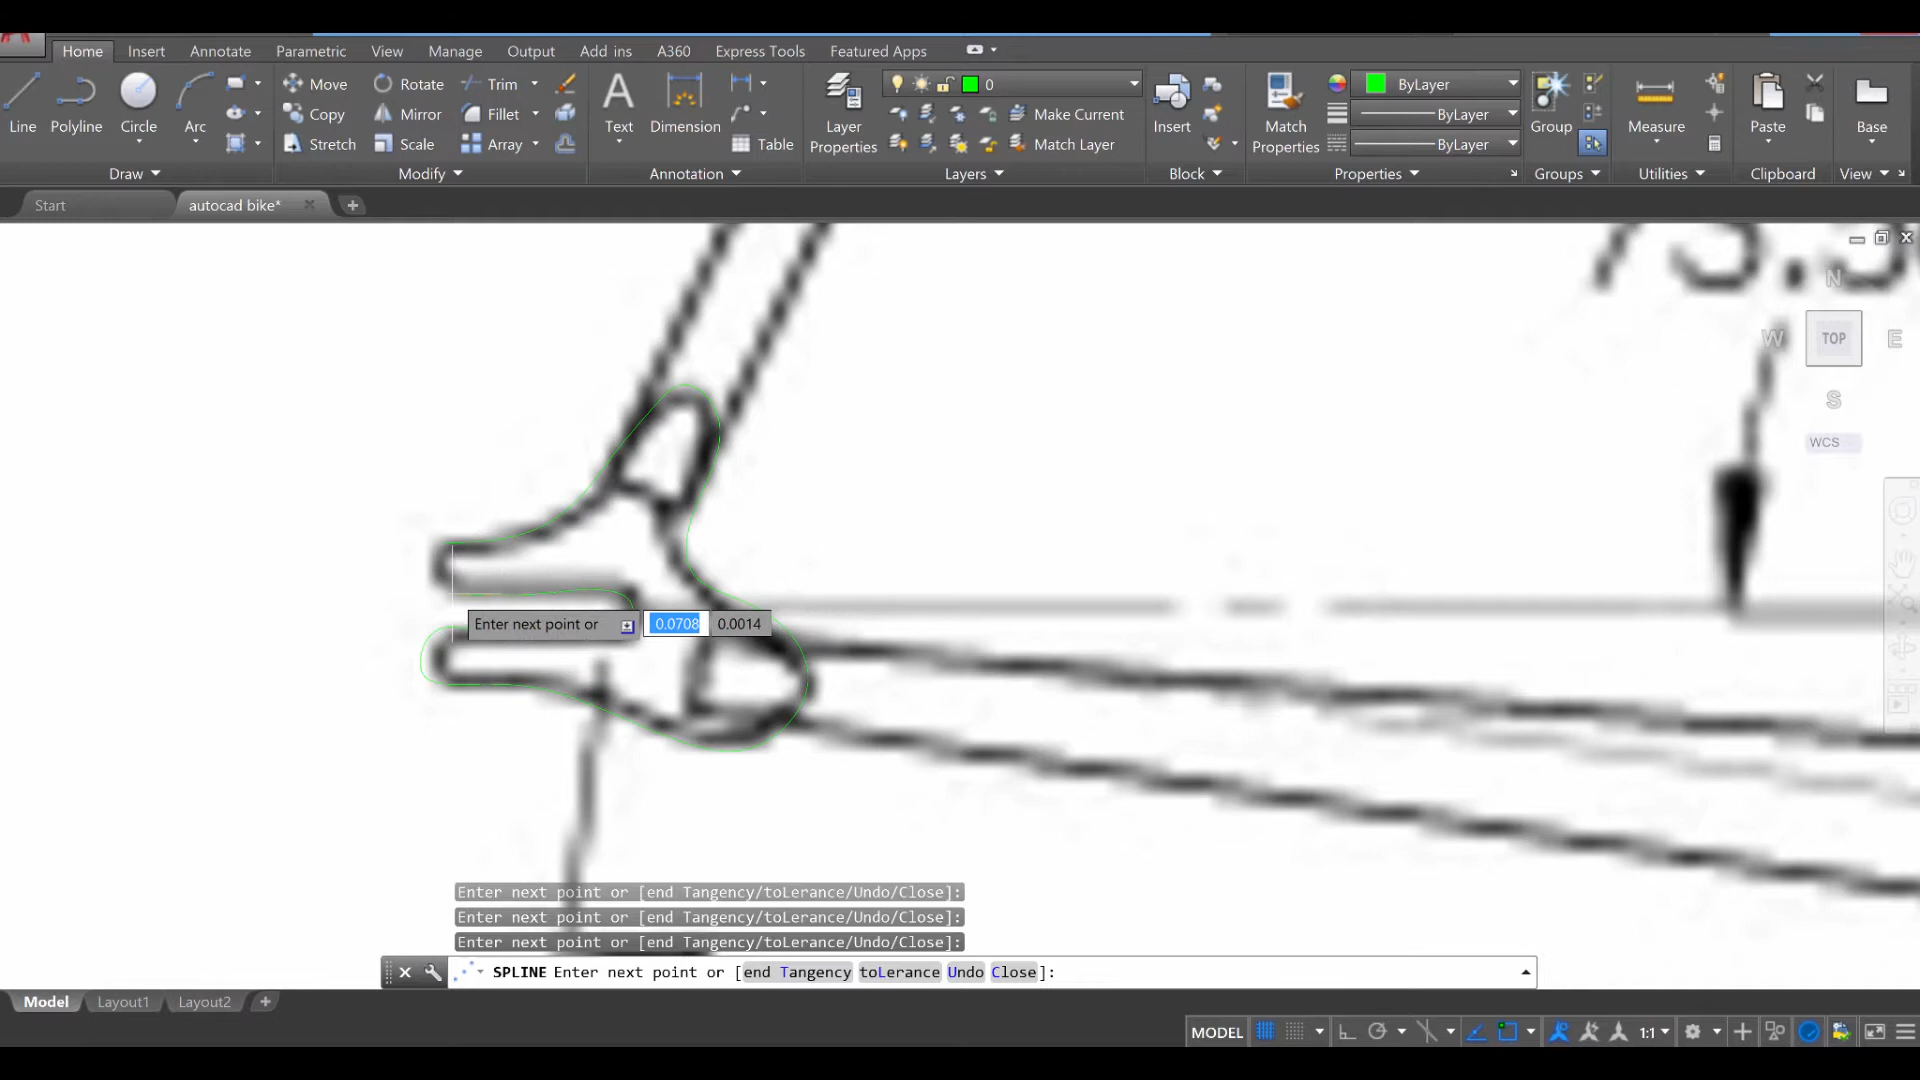 Home Insert Annotate Parametric View Manage Output Add ins A360 Express Tools Featured Apps
Line Polyline Circle Arc
Move Rotate Trim
Copy Mirror Fillet
Stretch Scale Array
Text Dimension Table
Layer Properties
0
Make Current
Match Layer
Insert
Match Properties
ByLayer
ByLayer
ByLayer
Group
Measure
Paste
Base
Draw Modify Annotation Layers Block Properties Groups Utilities Clipboard View
Start autocad bike*
N
W TOP E
S
WCS
Enter next point or 0.0708 0.0014
Enter next point or [end Tangency/toLerance/Undo/Close]:
Enter next point or [end Tangency/toLerance/Undo/Close]:
Enter next point or [end Tangency/toLerance/Undo/Close]:
SPLINE Enter next point or [end Tangency toLerance Undo Close]:
Model Layout1 Layout2
MODEL 1:1